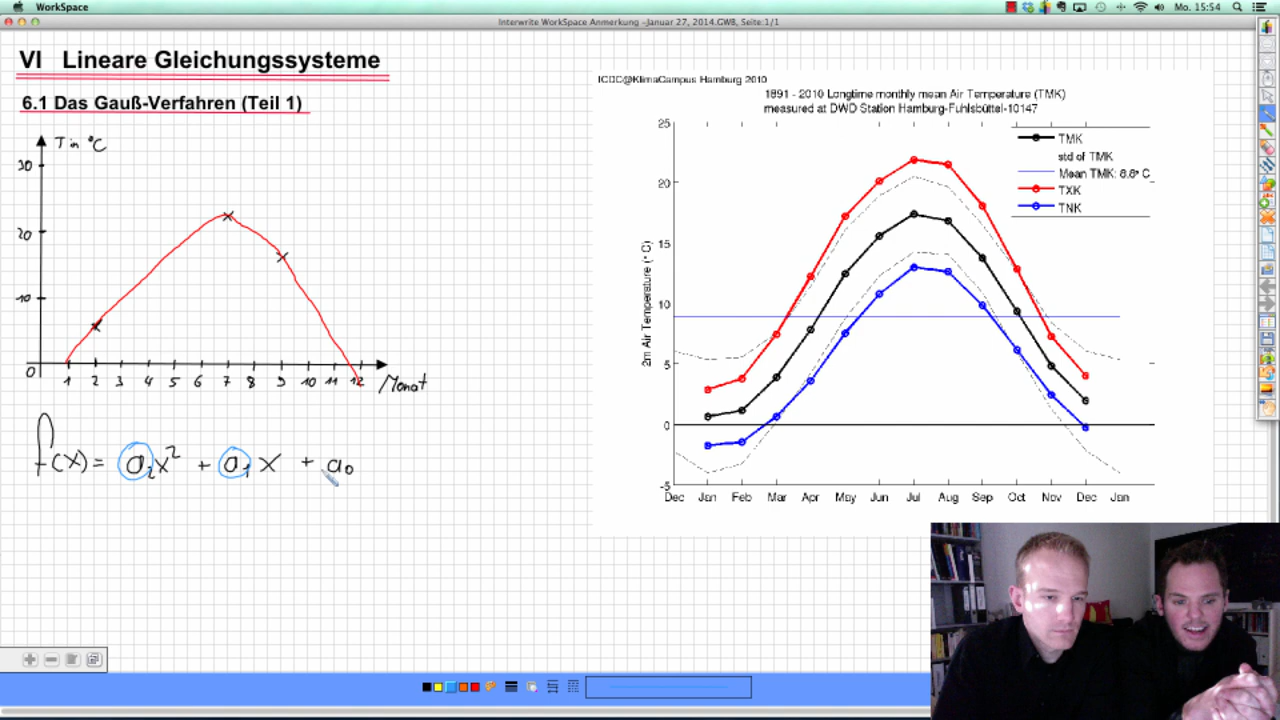 WorkSpace
Mo. 15:54
Interwrite WorkSpace Anmerkung -Januar 27, 2014.GWB, Seite:1/1
VI Lineare Gleichungssysteme
6.1 Das Gauß-Verfahren (Teil 1)
T in °C
30
20
10
0
1 2 3 4 5 6 7 8 9 10 11 12 Monat
f(x) = a₂x² + a₁x + a₀
ICDC@KlimaCampus Hamburg 2010
1891 - 2010 Longtime monthly mean Air Temperature (TMK)
measured at DWD Station Hamburg-Fuhlsbüttel-10147
TMK
std of TMK
Mean TMK: 8.8° C
TXK
TNK
2m Air Temperature (° C)
25
20
15
10
5
0
-5
Dec Jan Feb Mar Apr May Jun Jul Aug Sep Oct Nov Dec Jan